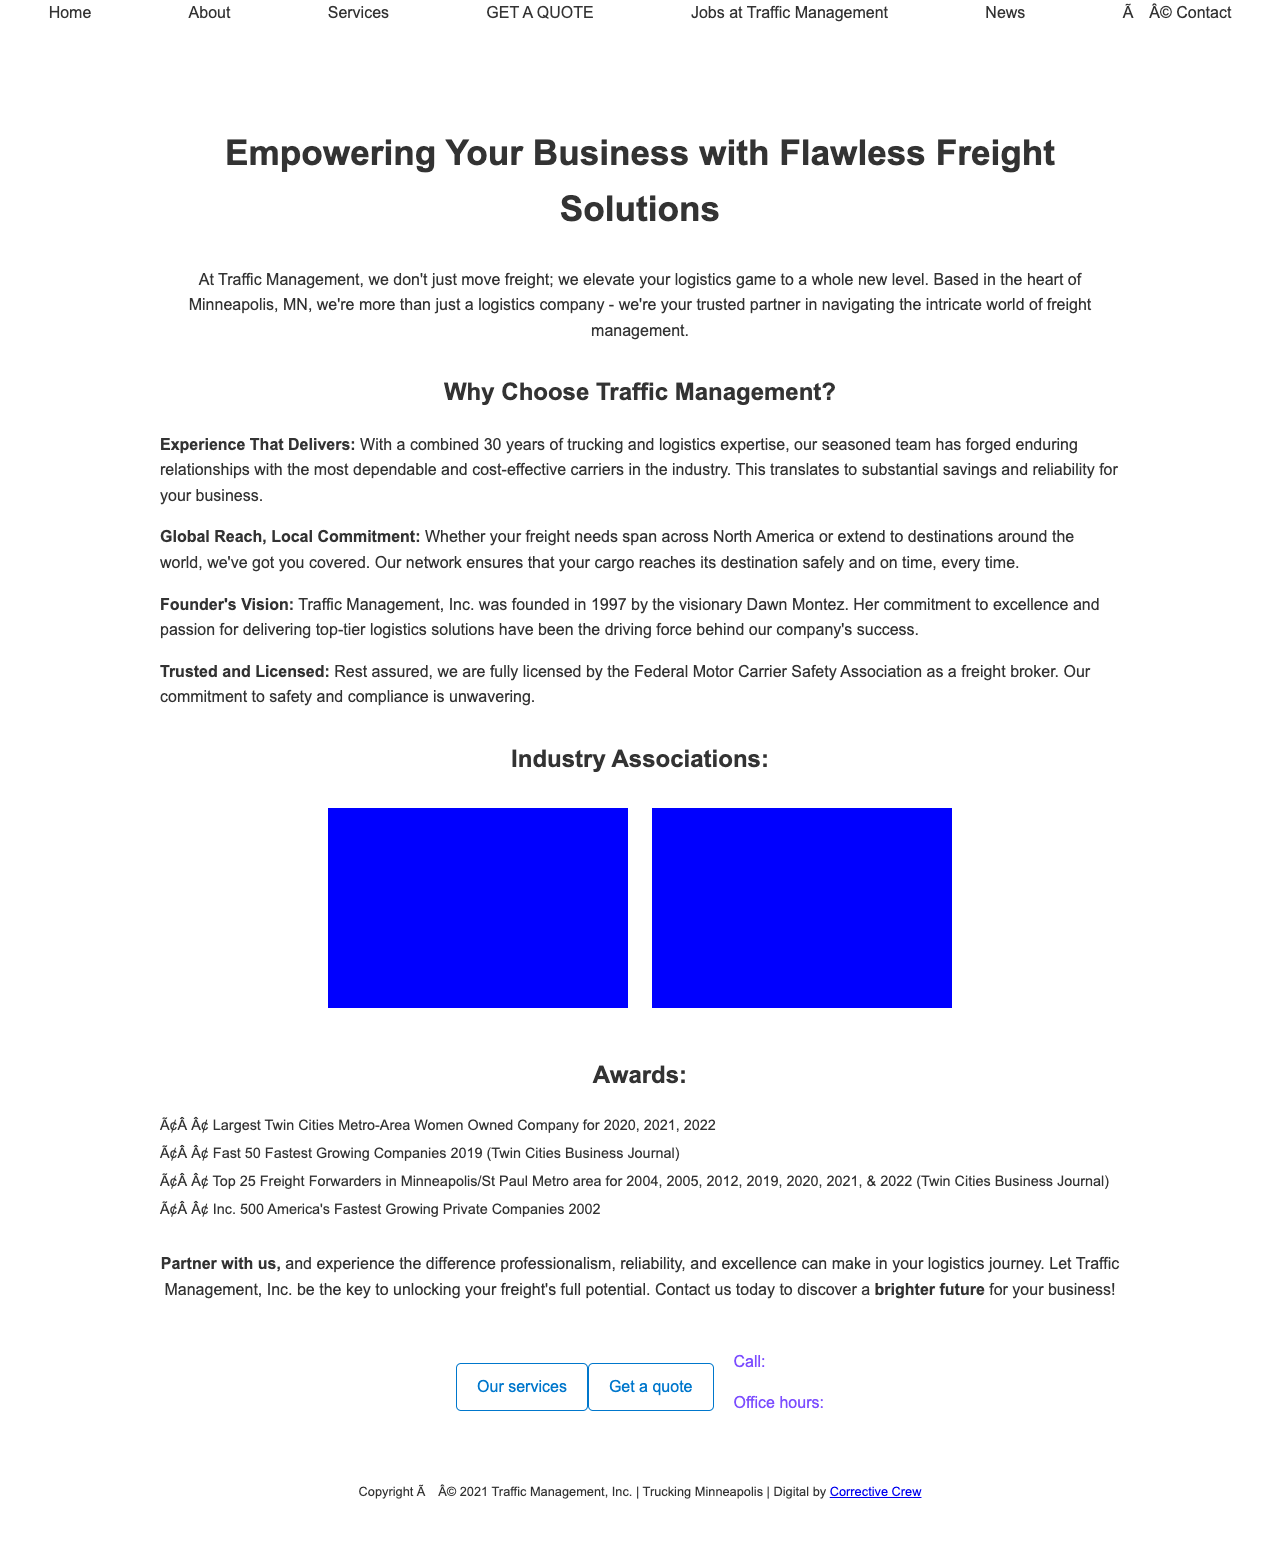 Home About Services GET A QUOTE Jobs at Traffic Management News Ã Â© Contact
Empowering Your Business with Flawless Freight
Solutions
At Traffic Management, we don't just move freight; we elevate your logistics game to a whole new level. Based in the heart of
Minneapolis, MN, we're more than just a logistics company - we're your trusted partner in navigating the intricate world of freight
management.
Why Choose Traffic Management?
Experience That Delivers: With a combined 30 years of trucking and logistics expertise, our seasoned team has forged enduring
relationships with the most dependable and cost-effective carriers in the industry. This translates to substantial savings and reliability for
your business.
Global Reach, Local Commitment: Whether your freight needs span across North America or extend to destinations around the
world, we've got you covered. Our network ensures that your cargo reaches its destination safely and on time, every time.
Founder's Vision: Traffic Management, Inc. was founded in 1997 by the visionary Dawn Montez. Her commitment to excellence and
passion for delivering top-tier logistics solutions have been the driving force behind our company's success.
Trusted and Licensed: Rest assured, we are fully licensed by the Federal Motor Carrier Safety Association as a freight broker. Our
commitment to safety and compliance is unwavering.
Industry Associations:
Awards:
Ã¢Â Â¢ Largest Twin Cities Metro-Area Women Owned Company for 2020, 2021, 2022
Ã¢Â Â¢ Fast 50 Fastest Growing Companies 2019 (Twin Cities Business Journal)
Ã¢Â Â¢ Top 25 Freight Forwarders in Minneapolis/St Paul Metro area for 2004, 2005, 2012, 2019, 2020, 2021, & 2022 (Twin Cities Business Journal)
Ã¢Â Â¢ Inc. 500 America's Fastest Growing Private Companies 2002
Partner with us, and experience the difference professionalism, reliability, and excellence can make in your logistics journey. Let Traffic
Management, Inc. be the key to unlocking your freight's full potential. Contact us today to discover a brighter future for your business!
Our services Get a quote Call:
Office hours:
Copyright Ã Â© 2021 Traffic Management, Inc. | Trucking Minneapolis | Digital by Corrective Crew